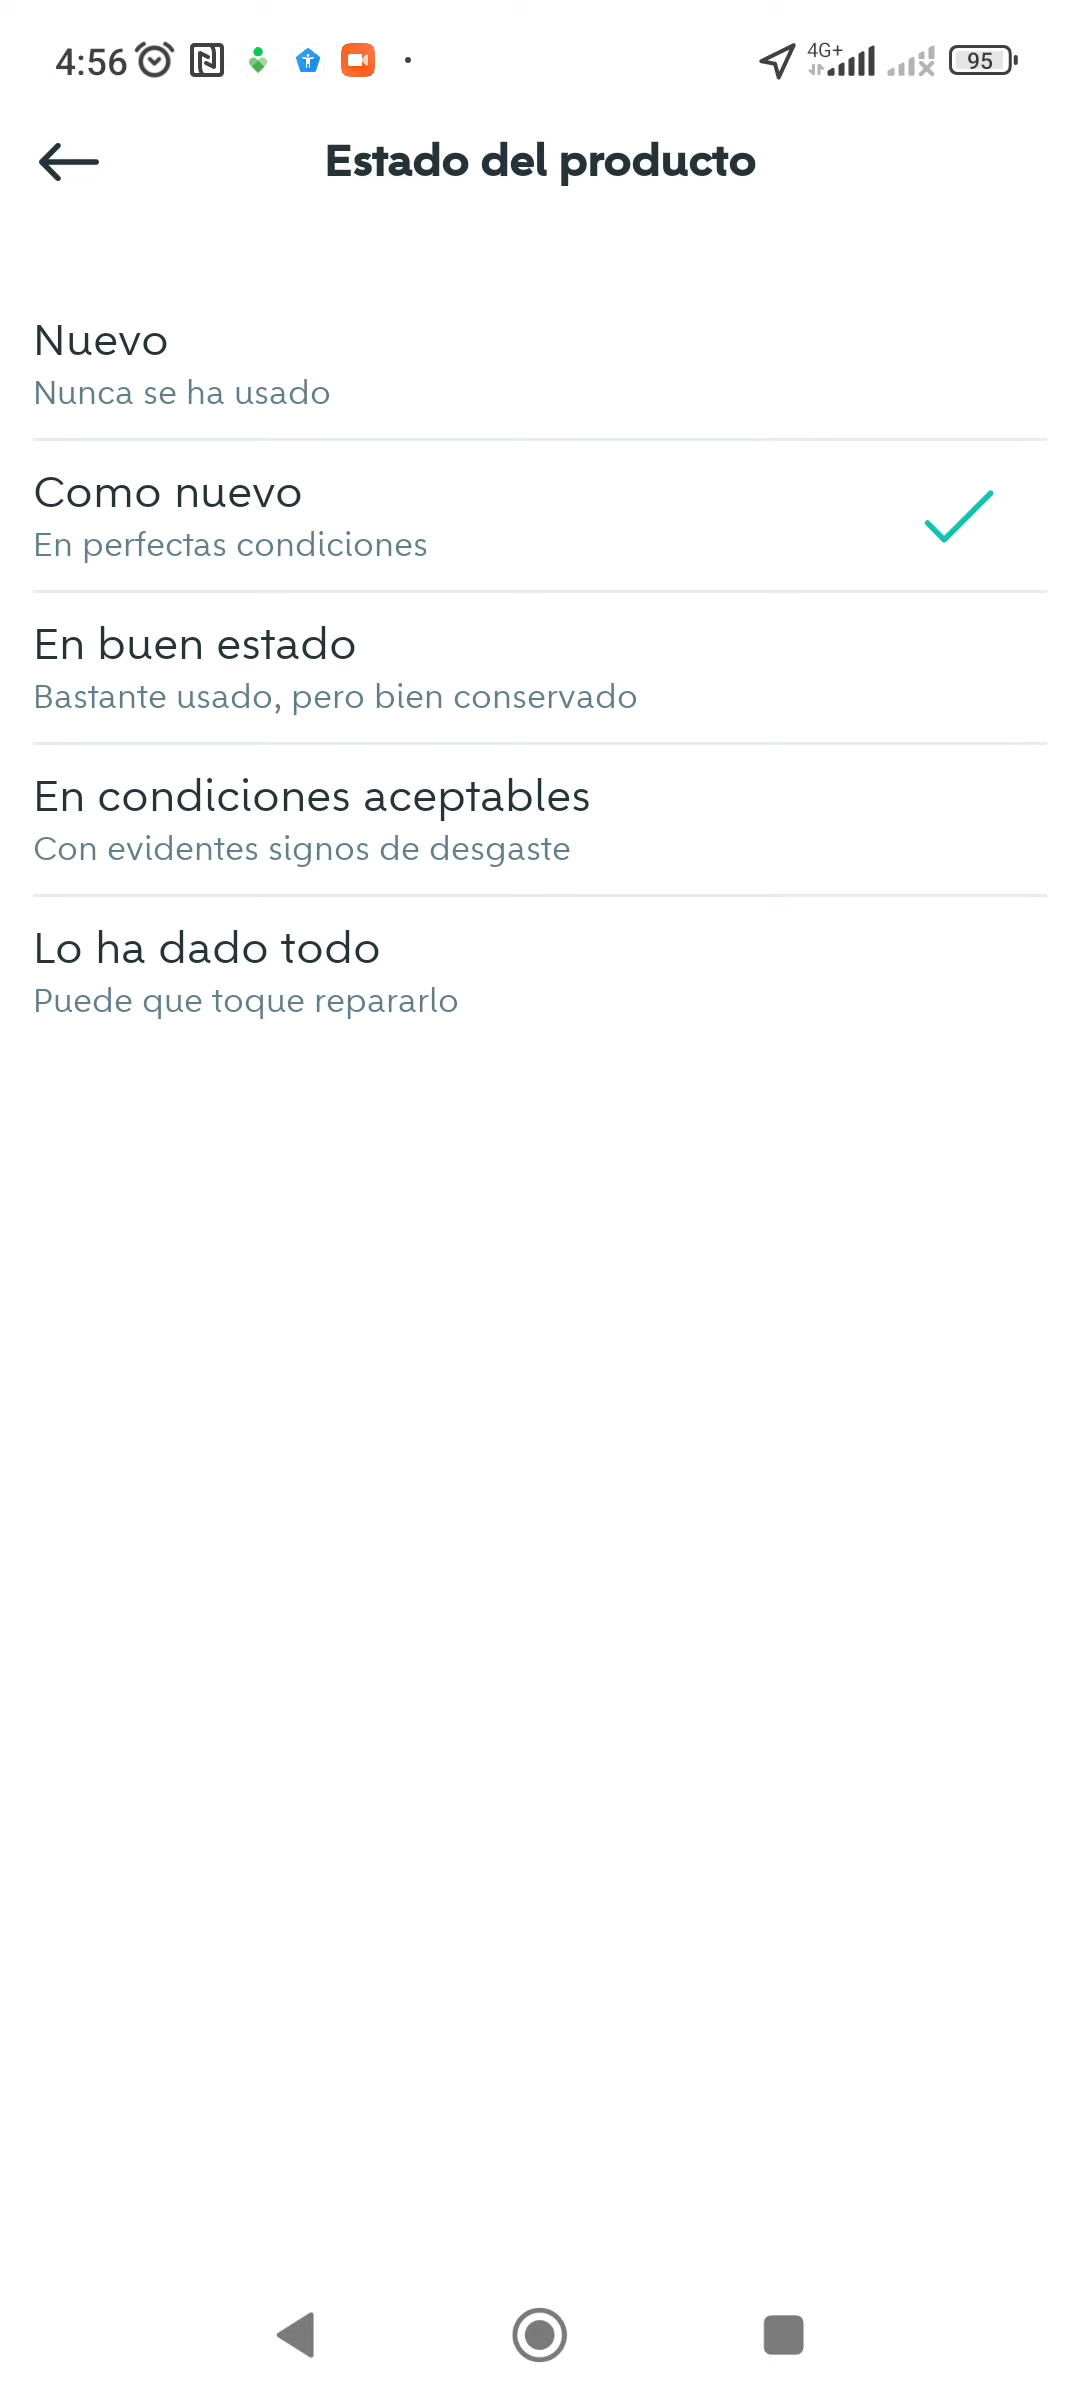 4:56
4G+
95
Estado del producto
Nuevo
Nunca se ha usado
Como nuevo
En perfectas condiciones
En buen estado
Bastante usado, pero bien conservado
En condiciones aceptables
Con evidentes signos de desgaste
Lo ha dado todo
Puede que toque repararlo